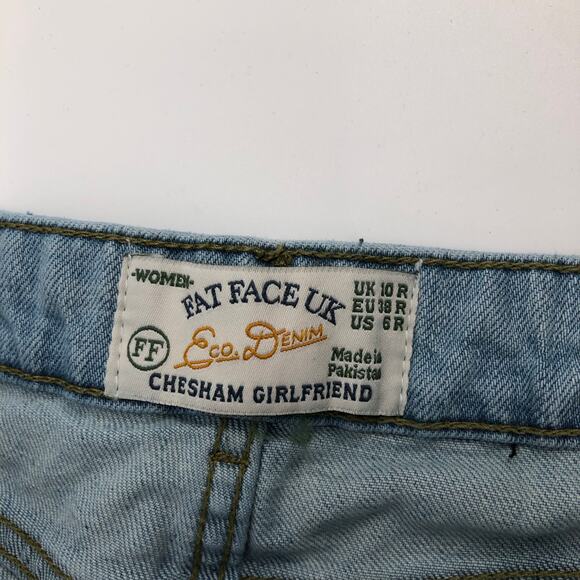 -WOMEN-
FAT FACE UK
UK 10 R
EU 38 R
US 6 R
FF
Eco. Denim
Made in
Pakistan
CHESHAM GIRLFRIEND